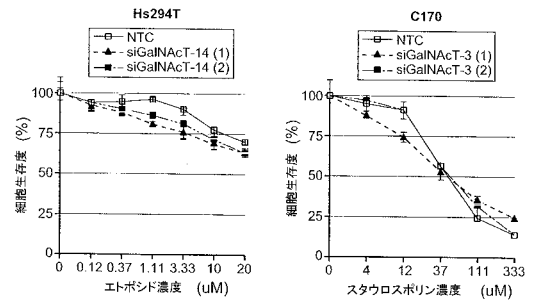 Hs294T
NTC
siGalNAcT-14 (1)
siGalNAcT-14 (2)
細胞生存度 (%)
100
75
50
25
0
0 0.12 0.37 1.11 3.33 10 20
エトポシド濃度 (uM)
C170
NTC
siGalNAcT-3 (1)
siGalNAcT-3 (2)
細胞生存度 (%)
100
75
50
25
0
0 4 12 37 111 333
スタウロスポリン濃度 (uM)